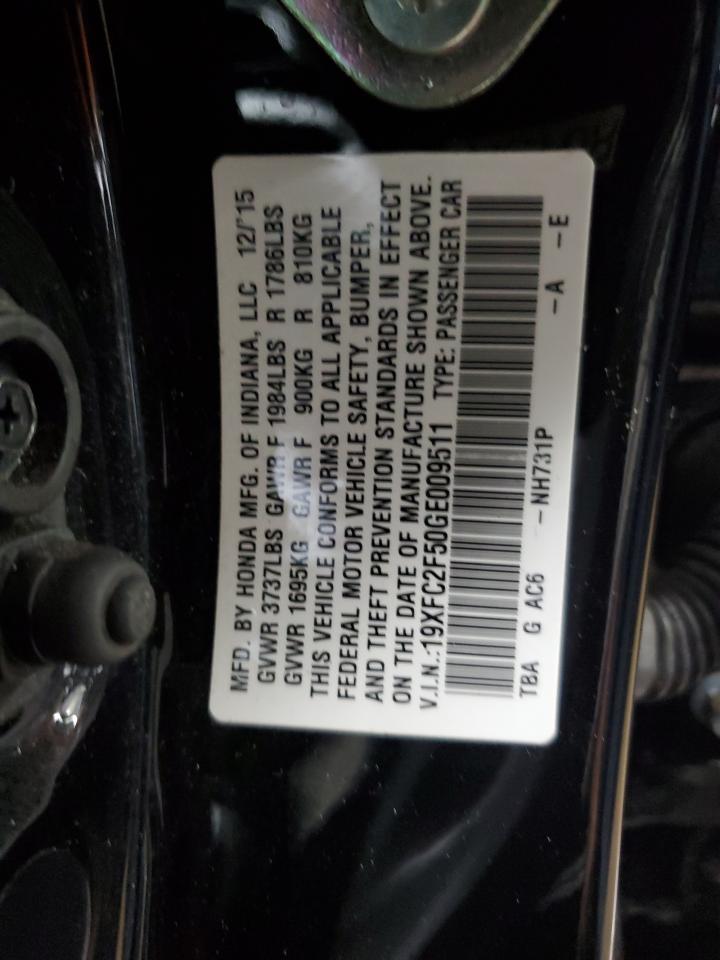 MFD. BY HONDA MFG. OF INDIANA, LLC 12/'15
GVWR 3737LBS GAWR F 1984LBS R 1786LBS
GVWR 1695KG GAWR F 900KG R 810KG
THIS VEHICLE CONFORMS TO ALL APPLICABLE
FEDERAL MOTOR VEHICLE SAFETY, BUMPER,
AND THEFT PREVENTION STANDARDS IN EFFECT
ON THE DATE OF MANUFACTURE SHOWN ABOVE.
V.I.N.:19XFC2F50GE009511 TYPE: PASSENGER CAR
TBA G AC6 -NH731P -A -E